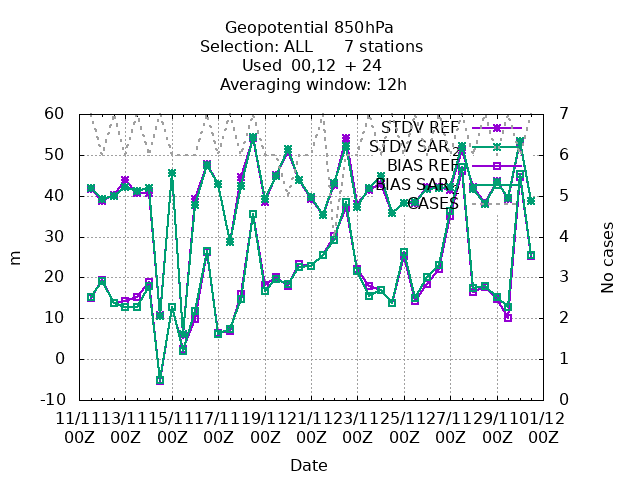 Geopotential 850hPa
Selection: ALL 7 stations
Used 00,12 + 24
Averaging window: 12h
60
50
40
30
20
10
0
-10
7
6
5
4
3
2
1
0
STDV REF
STDV SAR_2
BIAS REF
BIAS SAR_2
CASES
m
No cases
11/11 13/11 15/11 17/11 19/11 21/11 23/11 25/11 27/11 29/11 01/12
00Z 00Z 00Z 00Z 00Z 00Z 00Z 00Z 00Z 00Z 00Z
Date